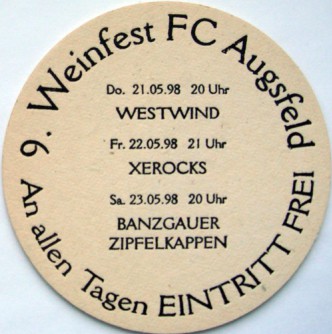 9. Weinfest FC Augsfeld
Do. 21.05.98 20 Uhr
WESTWIND
Fr. 22.05.98 21 Uhr
XEROCKS
Sa. 23.05.98 20 Uhr
BANZGAUER
ZIPFELKAPPEN
An allen Tagen EINTRITT FREI